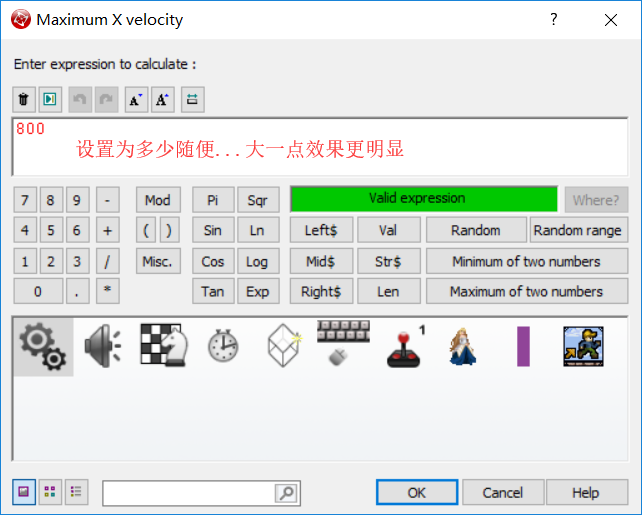 Maximum X velocity
?
Enter expression to calculate :
A A
800
设置为多少随便...大一点效果更明显
7 8 9 - Mod Pi Sqr Valid expression Where?
4 5 6 + ( ) Sin Ln Left$ Val Random Random range
1 2 3 / Misc. Cos Log Mid$ Str$ Minimum of two numbers
0 . * Tan Exp Right$ Len Maximum of two numbers
1
OK Cancel Help